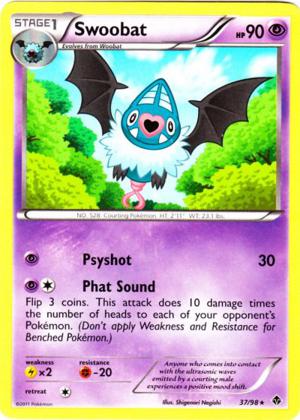 STAGE1 Swoobat HP 90
Evolves from Woobat
NO. 528 Courting Pokémon HT: 2'11" WT: 23.1 lbs.
Psyshot 30
Phat Sound
Flip 3 coins. This attack does 10 damage times
the number of heads to each of your opponent's
Pokémon. (Don't apply Weakness and Resistance for
Benched Pokémon.)
weakness resistance
×2 -20
retreat
Anyone who comes into contact
with the ultrasonic waves
emitted by a courting male
experiences a positive mood shift.
©2011 Pokémon Illus. Shigenori Negishi 37/98★